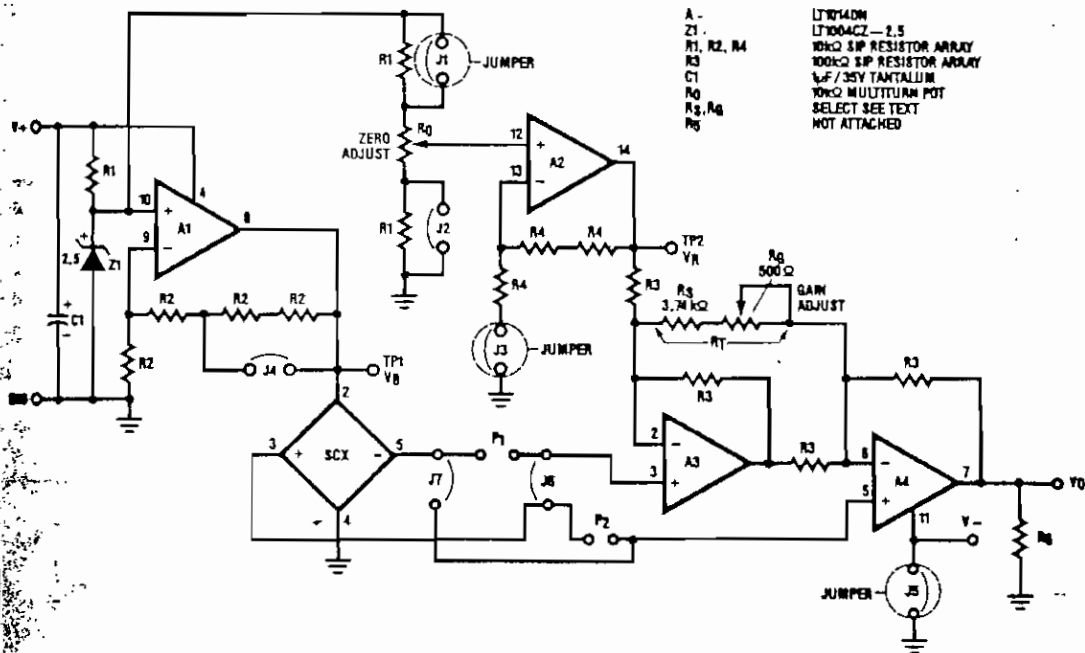 A - LT1014DN
Z1 - LT1004CZ—2.5
R1, R2, R4 10kΩ SIP RESISTOR ARRAY
R3 100kΩ SIP RESISTOR ARRAY
C1 1µF/35V TANTALUM
RO 10kΩ MULTITURN POT
RS, RG SELECT SEE TEXT
R5 NOT ATTACHED
R1
J1
JUMPER
V+
R1
4
ZERO
ADJUST
RO
12
+
A2
14
13
−
10
+
A1
8
9
−
2.5
+
Z1
R1
J2
R4
R4
TP2
VR
C1
+
−
R2
R2
R2
R4
R3
RS
3.74kΩ
RG
500Ω
GAIN
ADJUST
RT
R2
J4
TP1
VB
J3
JUMPER
R3
R3
2
3
+
SCX
−
5
P1
J7
J6
2
−
A3
3
+
R3
6
−
A4
7
VO
5
+
4
P2
11
V−
JUMPER
J5